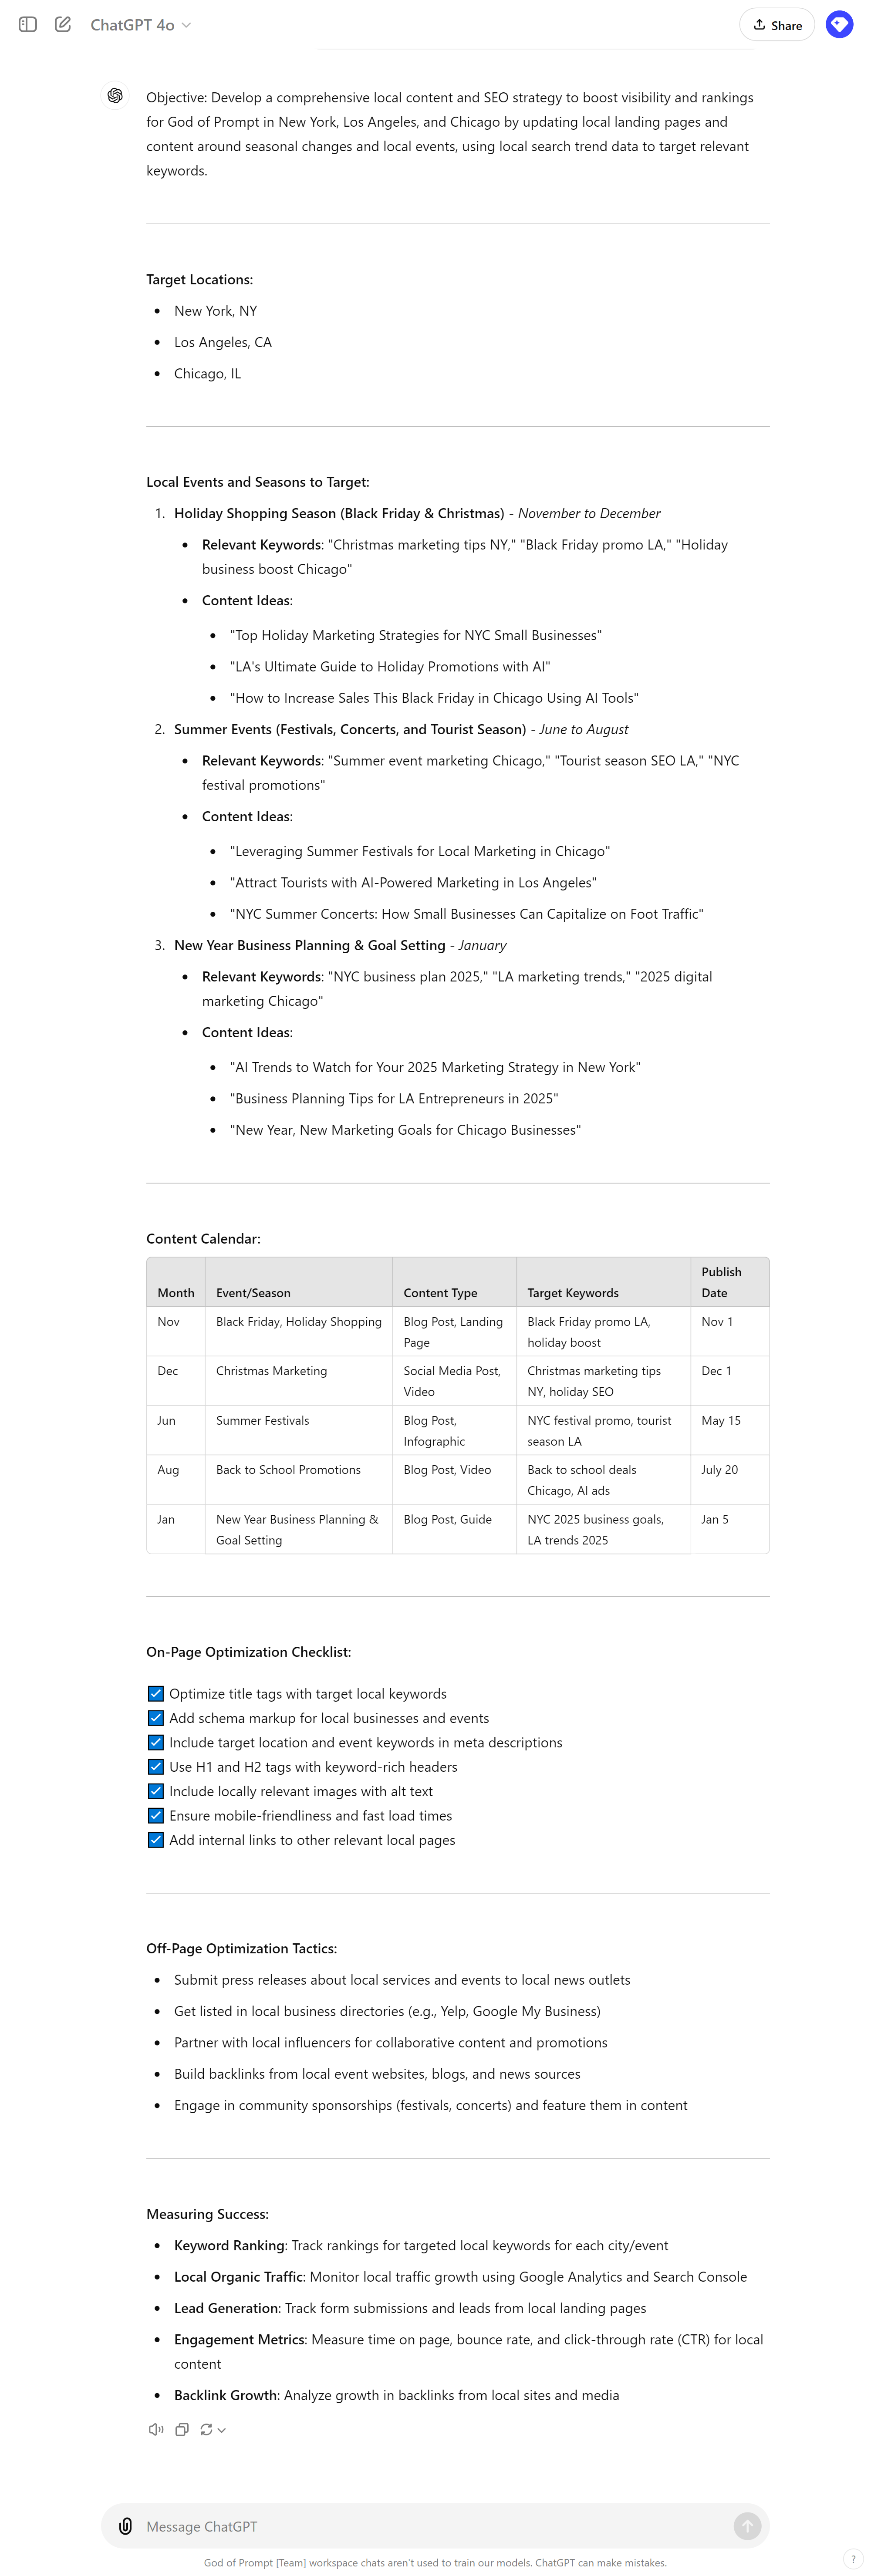 ChatGPT 4o
Share
Objective: Develop a comprehensive local content and SEO strategy to boost visibility and rankings
for God of Prompt in New York, Los Angeles, and Chicago by updating local landing pages and
content around seasonal changes and local events, using local search trend data to target relevant
keywords.
Target Locations:
• New York, NY
• Los Angeles, CA
• Chicago, IL
Local Events and Seasons to Target:
1. Holiday Shopping Season (Black Friday & Christmas) - November to December
• Relevant Keywords: "Christmas marketing tips NY," "Black Friday promo LA," "Holiday
business boost Chicago"
• Content Ideas:
• "Top Holiday Marketing Strategies for NYC Small Businesses"
• "LA's Ultimate Guide to Holiday Promotions with AI"
• "How to Increase Sales This Black Friday in Chicago Using AI Tools"
2. Summer Events (Festivals, Concerts, and Tourist Season) - June to August
• Relevant Keywords: "Summer event marketing Chicago," "Tourist season SEO LA," "NYC
festival promotions"
• Content Ideas:
• "Leveraging Summer Festivals for Local Marketing in Chicago"
• "Attract Tourists with AI-Powered Marketing in Los Angeles"
• "NYC Summer Concerts: How Small Businesses Can Capitalize on Foot Traffic"
3. New Year Business Planning & Goal Setting - January
• Relevant Keywords: "NYC business plan 2025," "LA marketing trends," "2025 digital
marketing Chicago"
• Content Ideas:
• "AI Trends to Watch for Your 2025 Marketing Strategy in New York"
• "Business Planning Tips for LA Entrepreneurs in 2025"
• "New Year, New Marketing Goals for Chicago Businesses"
Content Calendar:
Publish
Month Event/Season Content Type Target Keywords Date
Nov Black Friday, Holiday Shopping Blog Post, Landing Black Friday promo LA, Nov 1
Page holiday boost
Dec Christmas Marketing Social Media Post, Christmas marketing tips Dec 1
Video NY, holiday SEO
Jun Summer Festivals Blog Post, NYC festival promo, tourist May 15
Infographic season LA
Aug Back to School Promotions Blog Post, Video Back to school deals July 20
Chicago, AI ads
Jan New Year Business Planning & Blog Post, Guide NYC 2025 business goals, Jan 5
Goal Setting LA trends 2025
On-Page Optimization Checklist:
Optimize title tags with target local keywords
Add schema markup for local businesses and events
Include target location and event keywords in meta descriptions
Use H1 and H2 tags with keyword-rich headers
Include locally relevant images with alt text
Ensure mobile-friendliness and fast load times
Add internal links to other relevant local pages
Off-Page Optimization Tactics:
• Submit press releases about local services and events to local news outlets
• Get listed in local business directories (e.g., Yelp, Google My Business)
• Partner with local influencers for collaborative content and promotions
• Build backlinks from local event websites, blogs, and news sources
• Engage in community sponsorships (festivals, concerts) and feature them in content
Measuring Success:
• Keyword Ranking: Track rankings for targeted local keywords for each city/event
• Local Organic Traffic: Monitor local traffic growth using Google Analytics and Search Console
• Lead Generation: Track form submissions and leads from local landing pages
• Engagement Metrics: Measure time on page, bounce rate, and click-through rate (CTR) for local
content
• Backlink Growth: Analyze growth in backlinks from local sites and media
Message ChatGPT
God of Prompt [Team] workspace chats aren't used to train our models. ChatGPT can make mistakes.
?